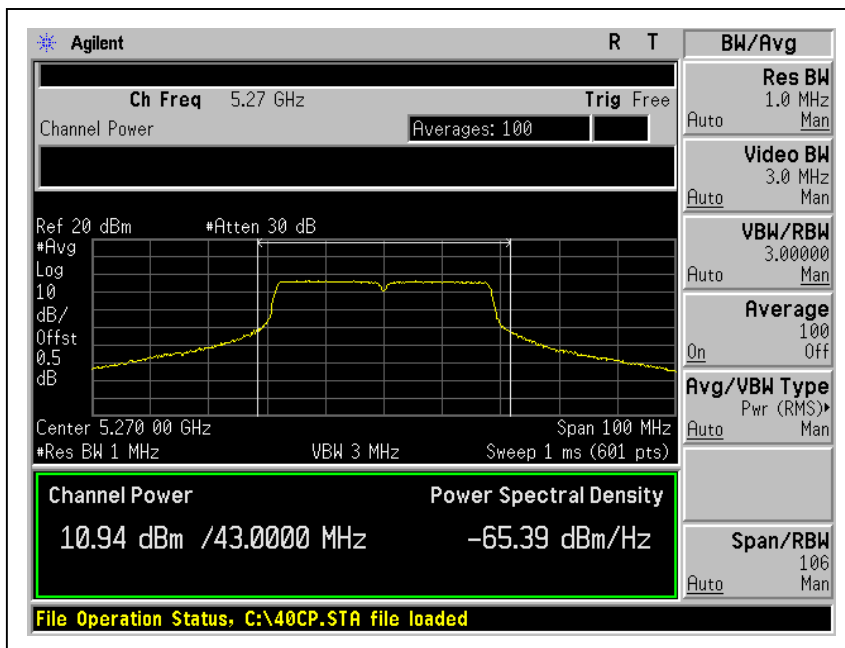 Agilent R T BW/Avg
Ch Freq 5.27 GHz Trig Free
Channel Power Averages: 100
Res BW
1.0 MHz
Auto Man
Video BW
3.0 MHz
Auto Man
VBW/RBW
3.00000
Auto Man
Average
100
On Off
Avg/VBW Type
Pwr (RMS)▸
Auto Man
Span/RBW
106
Auto Man
Ref 20 dBm #Atten 30 dB
#Avg
Log
10
dB/
Offst
0.5
dB
Center 5.270 00 GHz Span 100 MHz
#Res BW 1 MHz VBW 3 MHz Sweep 1 ms (601 pts)
Channel Power Power Spectral Density
10.94 dBm /43.0000 MHz -65.39 dBm/Hz
File Operation Status, C:\40CP.STA file loaded